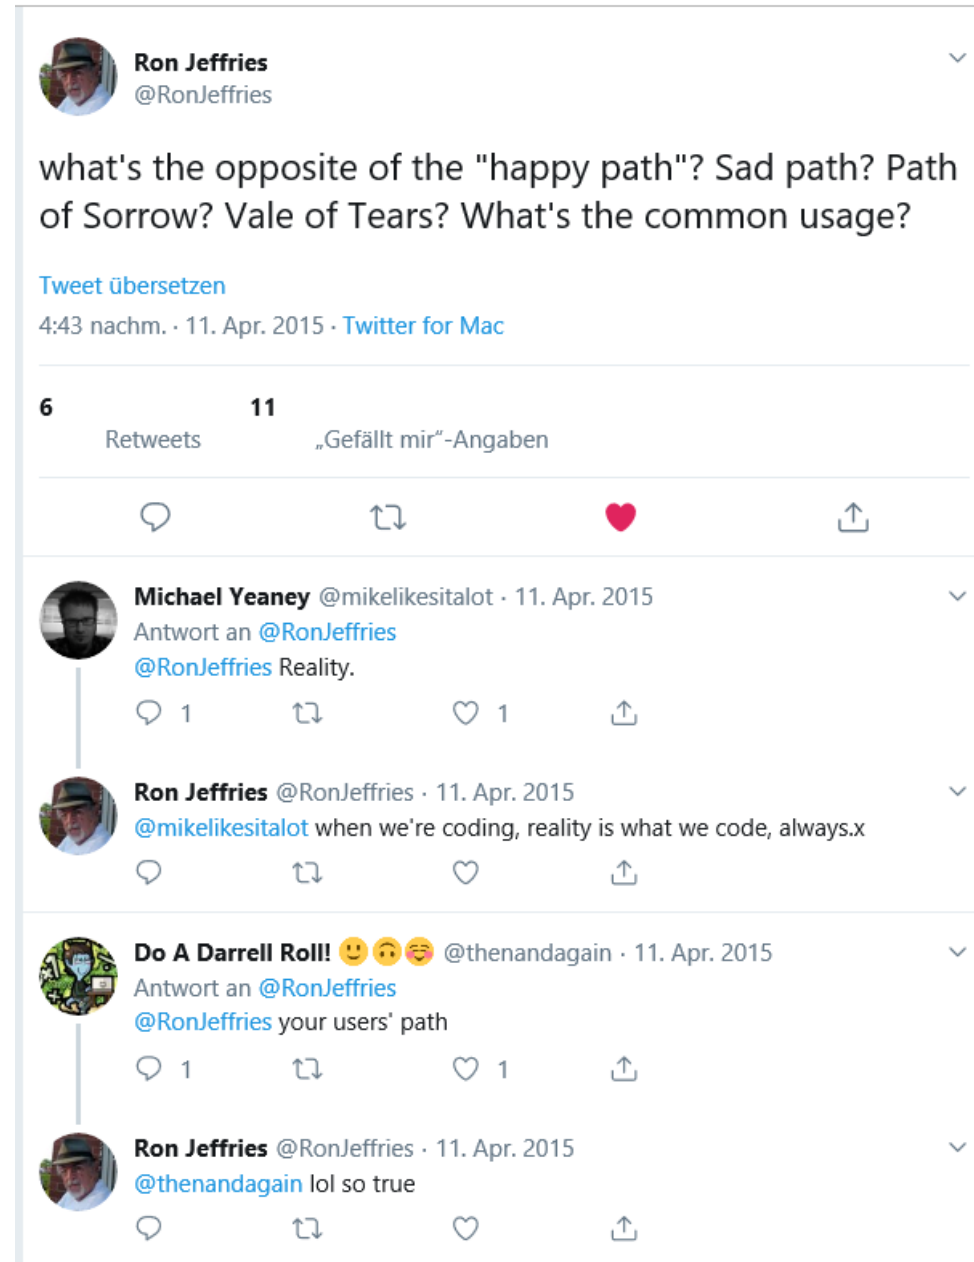 Ron Jeffries
@RonJeffries
what's the opposite of the "happy path"? Sad path? Path
of Sorrow? Vale of Tears? What's the common usage?
Tweet übersetzen
4:43 nachm. · 11. Apr. 2015 · Twitter for Mac
6 11
Retweets „Gefällt mir“-Angaben
Michael Yeaney @mikelikesitalot · 11. Apr. 2015
Antwort an @RonJeffries
@RonJeffries Reality.
1 1
Ron Jeffries @RonJeffries · 11. Apr. 2015
@mikelikesitalot when we're coding, reality is what we code, always.x
Do A Darrell Roll! 🙂🙃☺️ @thenandagain · 11. Apr. 2015
Antwort an @RonJeffries
@RonJeffries your users' path
1 1
Ron Jeffries @RonJeffries · 11. Apr. 2015
@thenandagain lol so true